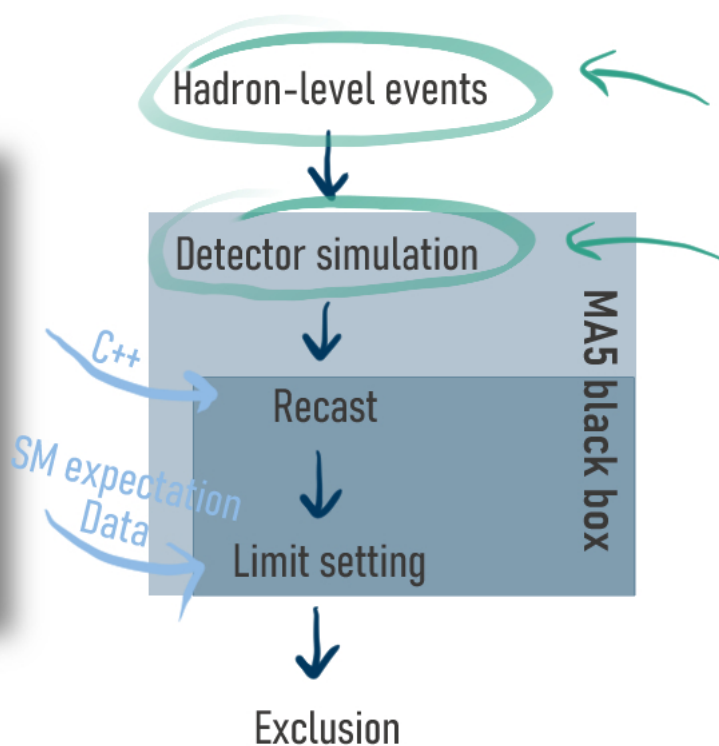 Hadron-level events
Detector simulation
MA5 black box
C++
Recast
SM expectation
Data
Limit setting
Exclusion